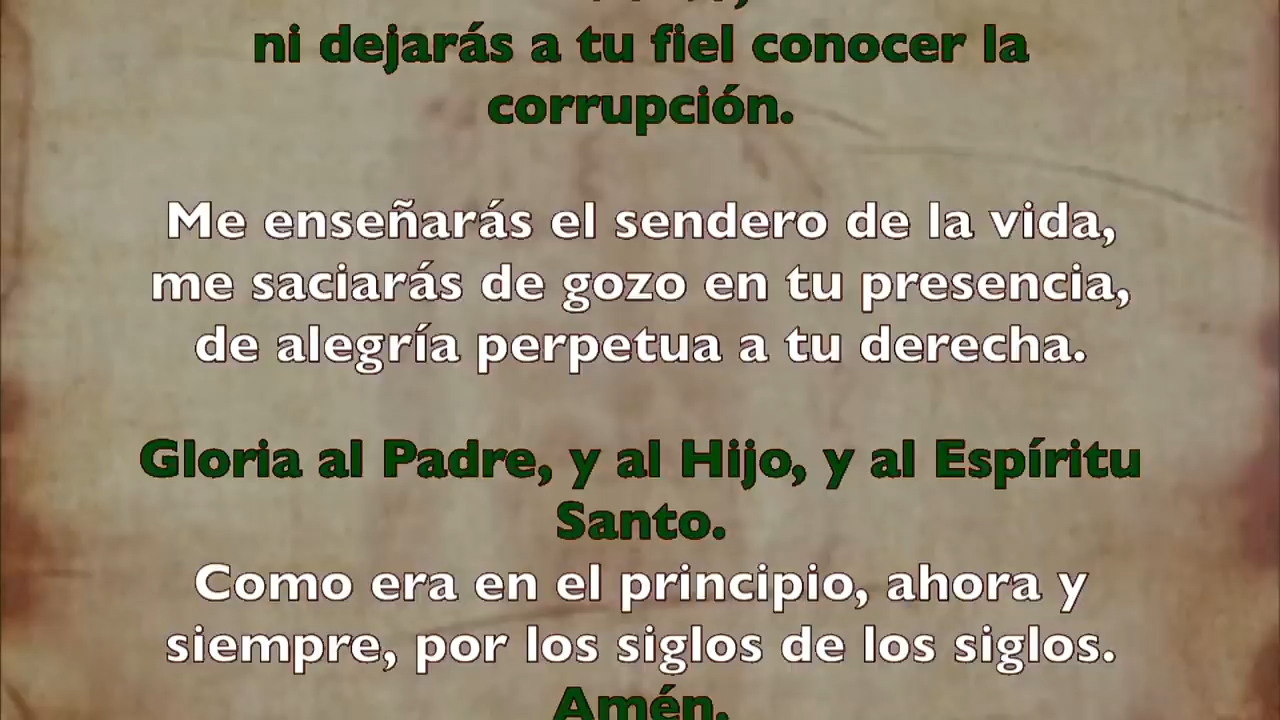 ni dejarás a tu fiel conocer la
corrupción.
Me enseñarás el sendero de la vida,
me saciarás de gozo en tu presencia,
de alegría perpetua a tu derecha.
Gloria al Padre, y al Hijo, y al Espíritu
Santo.
Como era en el principio, ahora y
siempre, por los siglos de los siglos.
Amén.